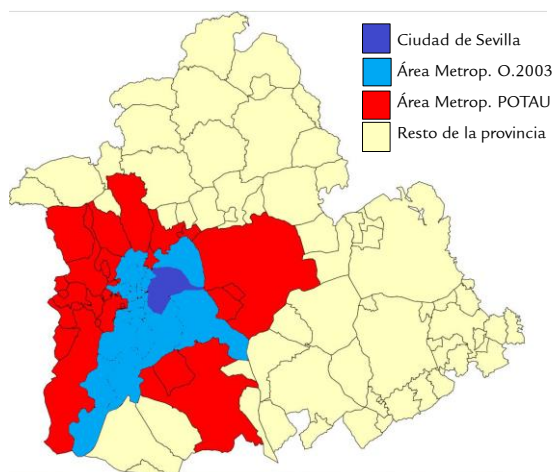 Ciudad de Sevilla
Área Metrop. O.2003
Área Metrop. POTAU
Resto de la provincia